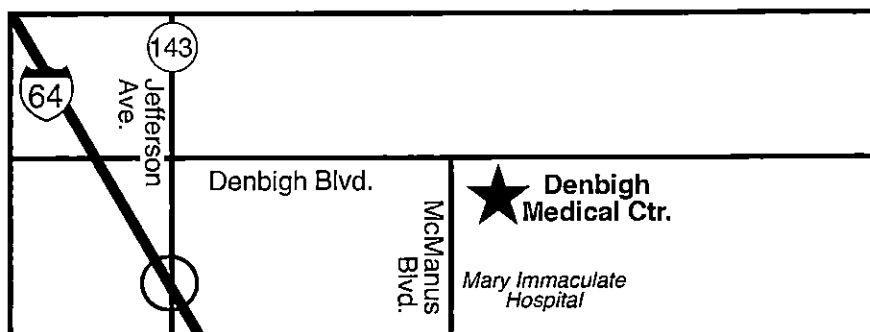 143
64
Jefferson
Ave.
Denbigh Blvd.
McManus
Blvd.
Denbigh
Medical Ctr.
Mary Immaculate
Hospital